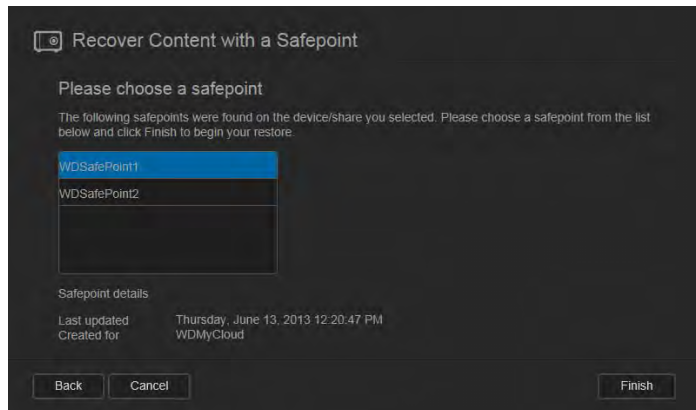 Recover Content with a Safepoint
Please choose a safepoint
The following safepoints were found on the device/share you selected. Please choose a safepoint from the list
below and click Finish to begin your restore.
WDSafePoint1
WDSafePoint2
Safepoint details
Last updated Thursday, June 13, 2013 12:20:47 PM
Created for WDMyCloud
Back Cancel Finish